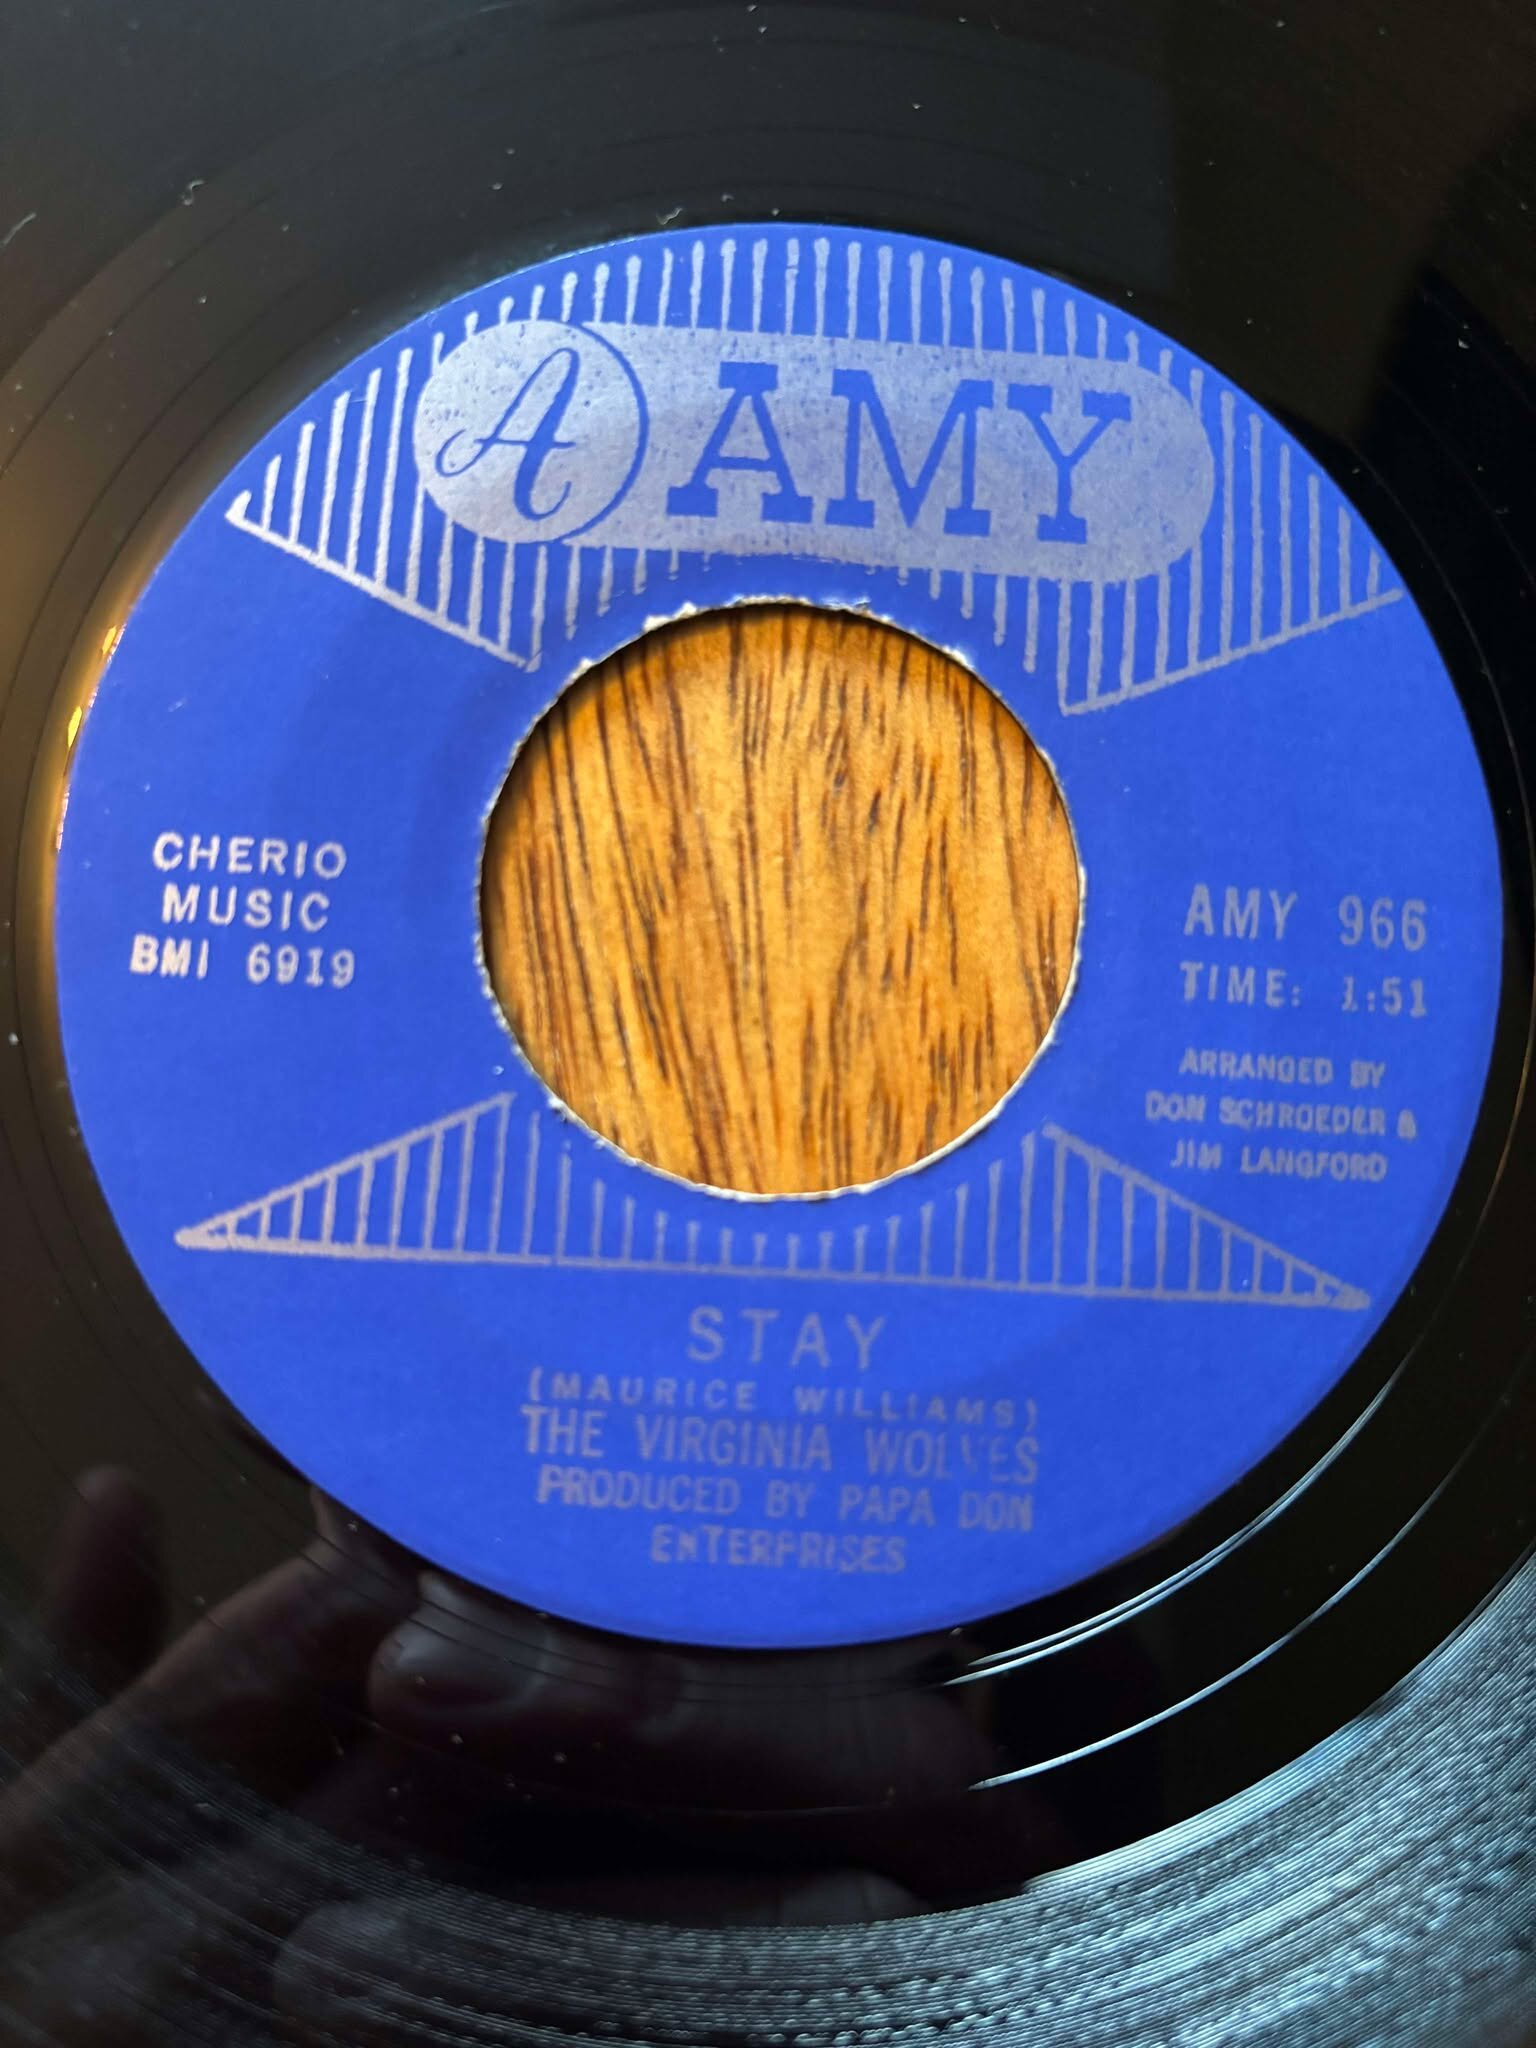 A AMY
CHERIO
MUSIC
BMI 6919
AMY 966
TIME: 1:51
ARRANGED BY
DON SCHROEDER &
JIM LANGFORD
STAY
(MAURICE WILLIAMS)
THE VIRGINIA WOLVES
PRODUCED BY PAPA DON
ENTERPRISES